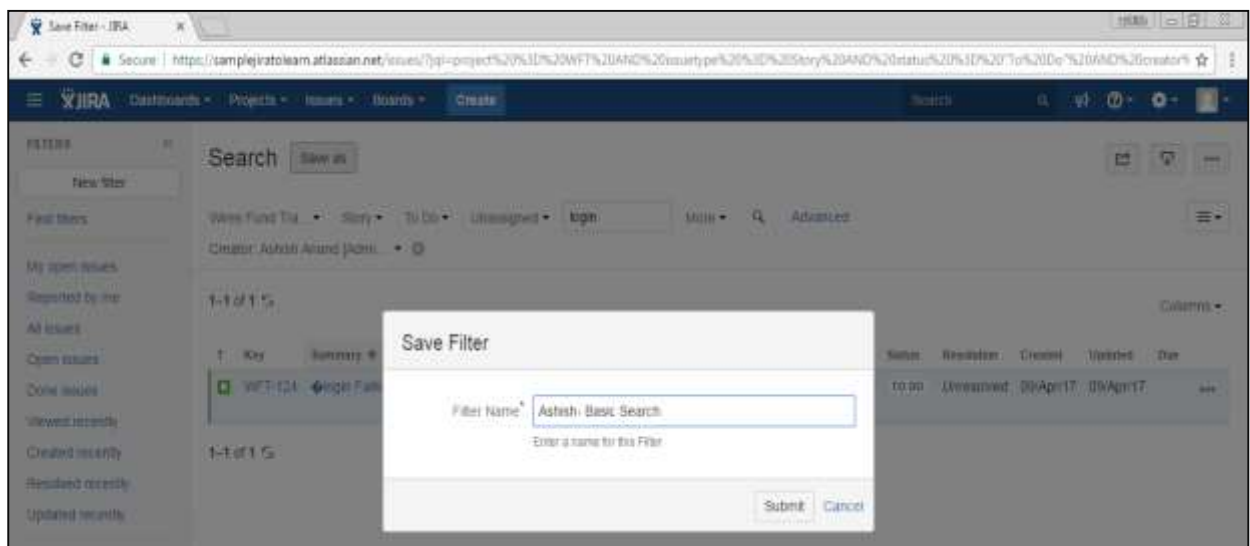 Save Filter - JIRA
Secure https://samplejiratolearn.atlassian.net/issues/?jql=project%20%3D%20WFT%20AND%20issuetype%20%3D%20Story%20AND%20status%20%3D%20"To%20Do"%20AND%20creator%
JIRA Dashboards Projects Issues Boards Create Search
FILTERS
New filter
Find filters
My open issues
Reported by me
All issues
Open issues
Done issues
Viewed recently
Created recently
Resolved recently
Updated recently
Search Save as
Wires Fund Tra... Story To Do Unassigned login More Advanced
Creator: Ashish Anand [Admi...
1–1 of 1
Columns
T Key Summary Status Resolution Created Updated Due
WFT-124 �login TO DO Unresolved 09/Apr/17 09/Apr/17
1–1 of 1
Save Filter
Filter Name* Ashish- Basic Search
Enter a name for this Filter
Submit Cancel